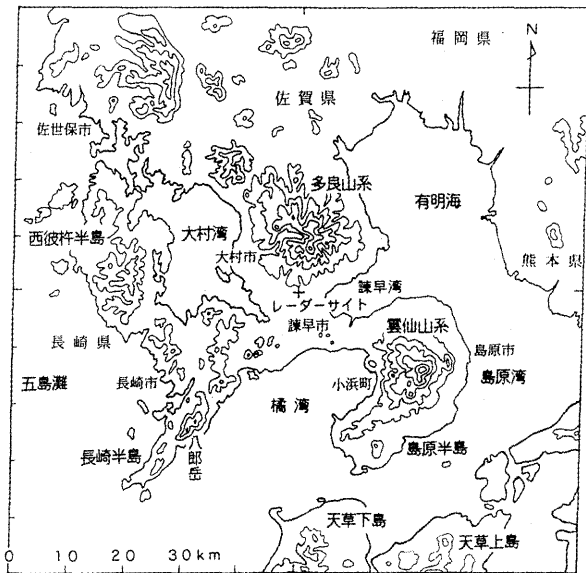 福岡県
N
佐賀県
佐世保市
多良山系
有明海
西彼杵半島
大村湾
大村市
熊本県
諫早湾
レーダーサイト
諫早市
雲仙山系
長崎県
島原市
五島灘
長崎市
小浜町
島原湾
橘湾
長崎半島
郎岳
島原半島
天草下島
天草上島
0 10 20 30km